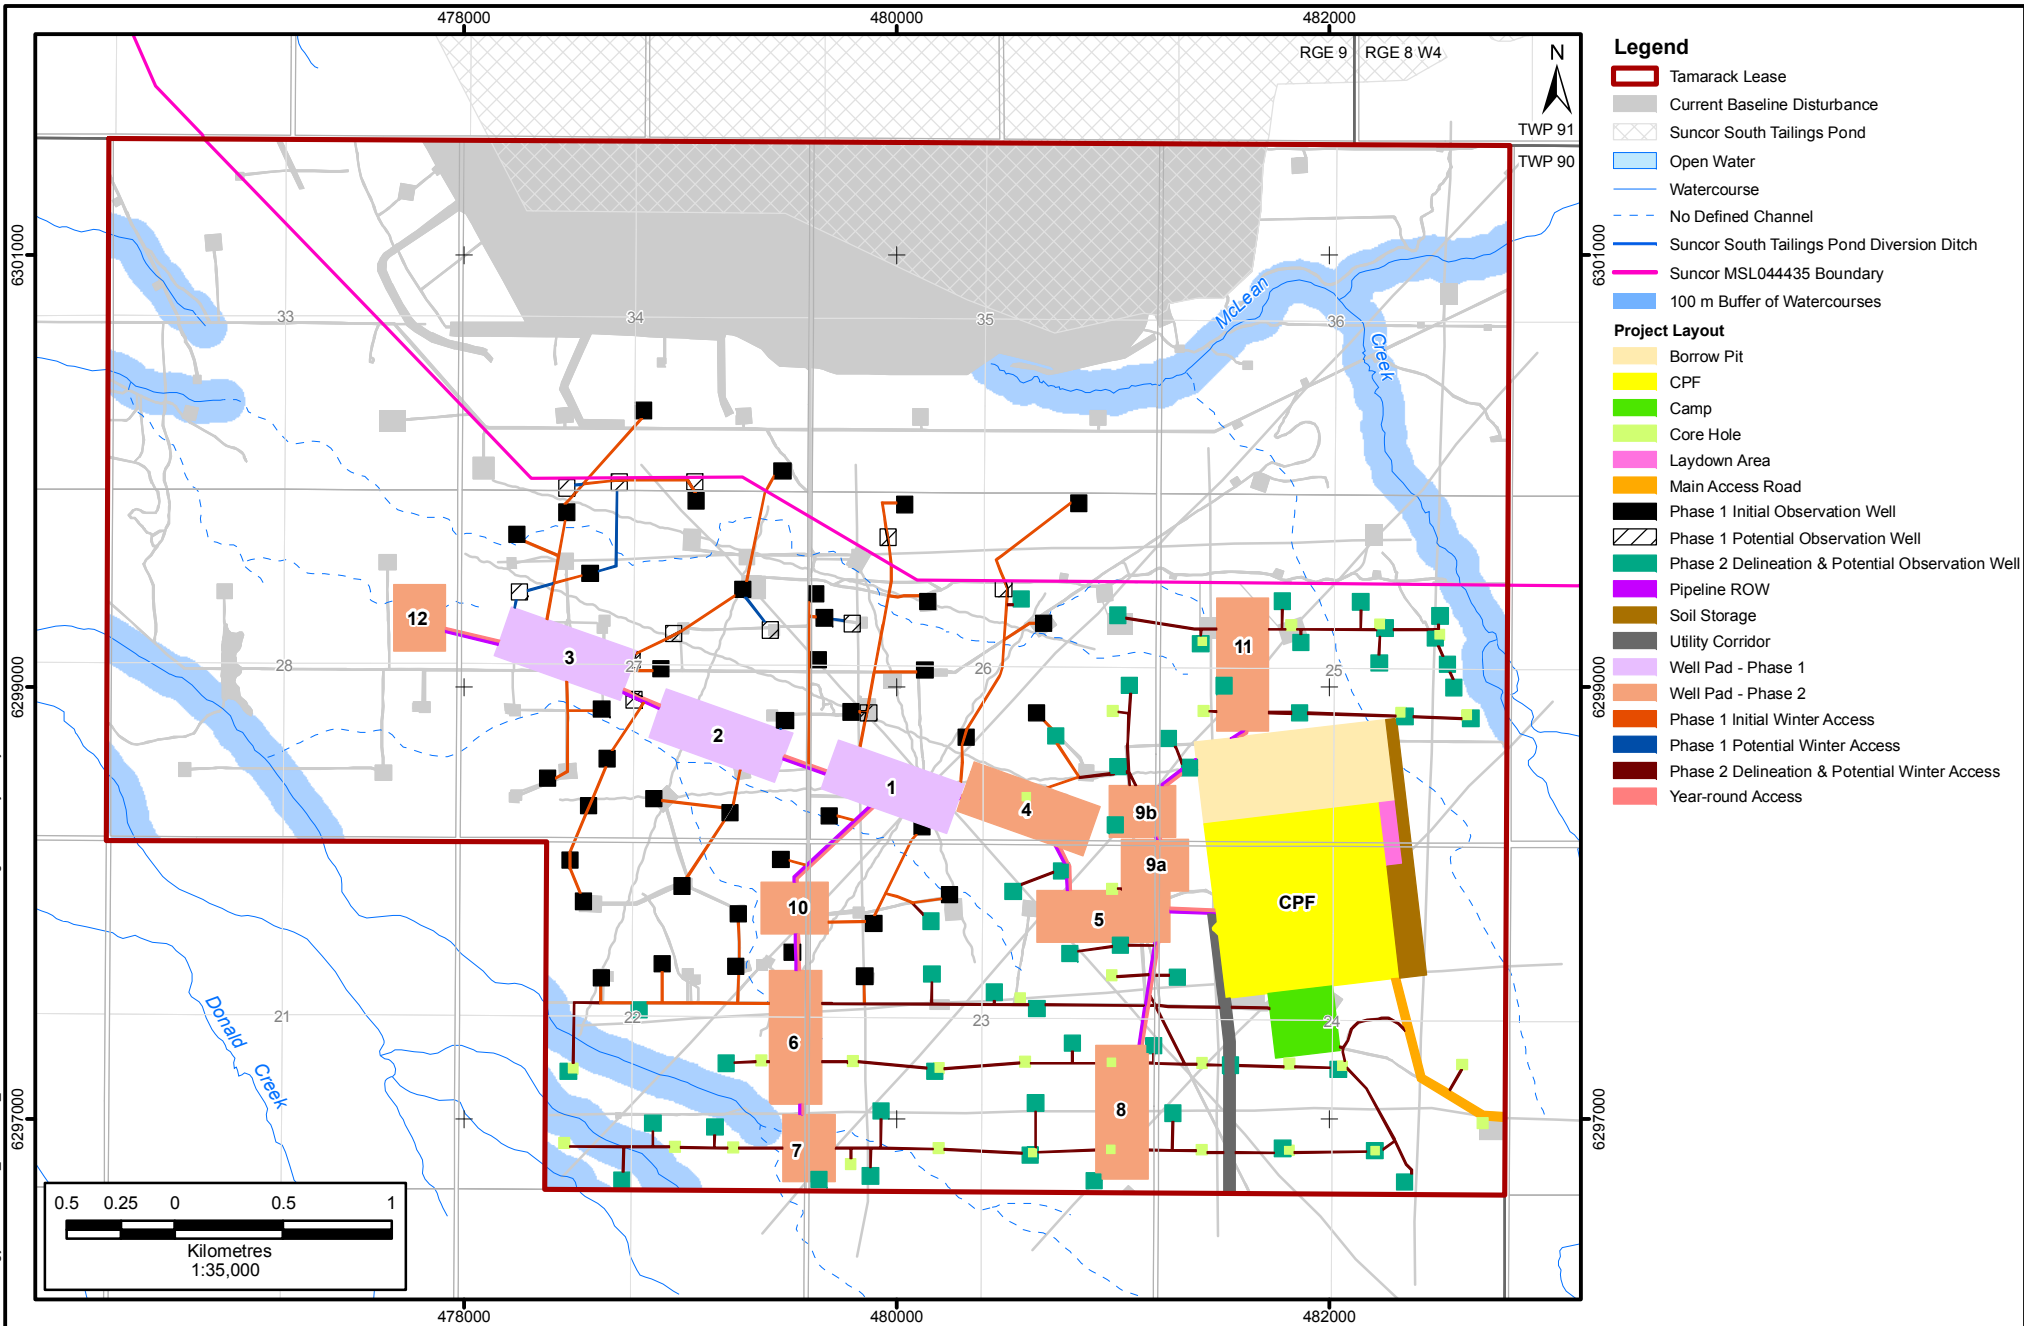 478000
480000
482000
RGE 9
RGE 8 W4
N
TWP 91
TWP 90
6301000
6301000
33
34
35
36
McLean
Creek
12
3
27
28
26
11
25
6299000
6299000
2
1
4
9b
9a
10
5
CPF
21
22
23
24
6
8
7
Donald
Creek
6297000
6297000
0.5 0.25 0 0.5 1
Kilometres
1:35,000
478000
480000
482000
Legend
Tamarack Lease
Current Baseline Disturbance
Suncor South Tailings Pond
Open Water
Watercourse
No Defined Channel
Suncor South Tailings Pond Diversion Ditch
Suncor MSL044435 Boundary
100 m Buffer of Watercourses
Project Layout
Borrow Pit
CPF
Camp
Core Hole
Laydown Area
Main Access Road
Phase 1 Initial Observation Well
Phase 1 Potential Observation Well
Phase 2 Delineation & Potential Observation Well
Pipeline ROW
Soil Storage
Utility Corridor
Well Pad - Phase 1
Well Pad - Phase 2
Phase 1 Initial Winter Access
Phase 1 Potential Winter Access
Phase 2 Delineation & Potential Winter Access
Year-round Access